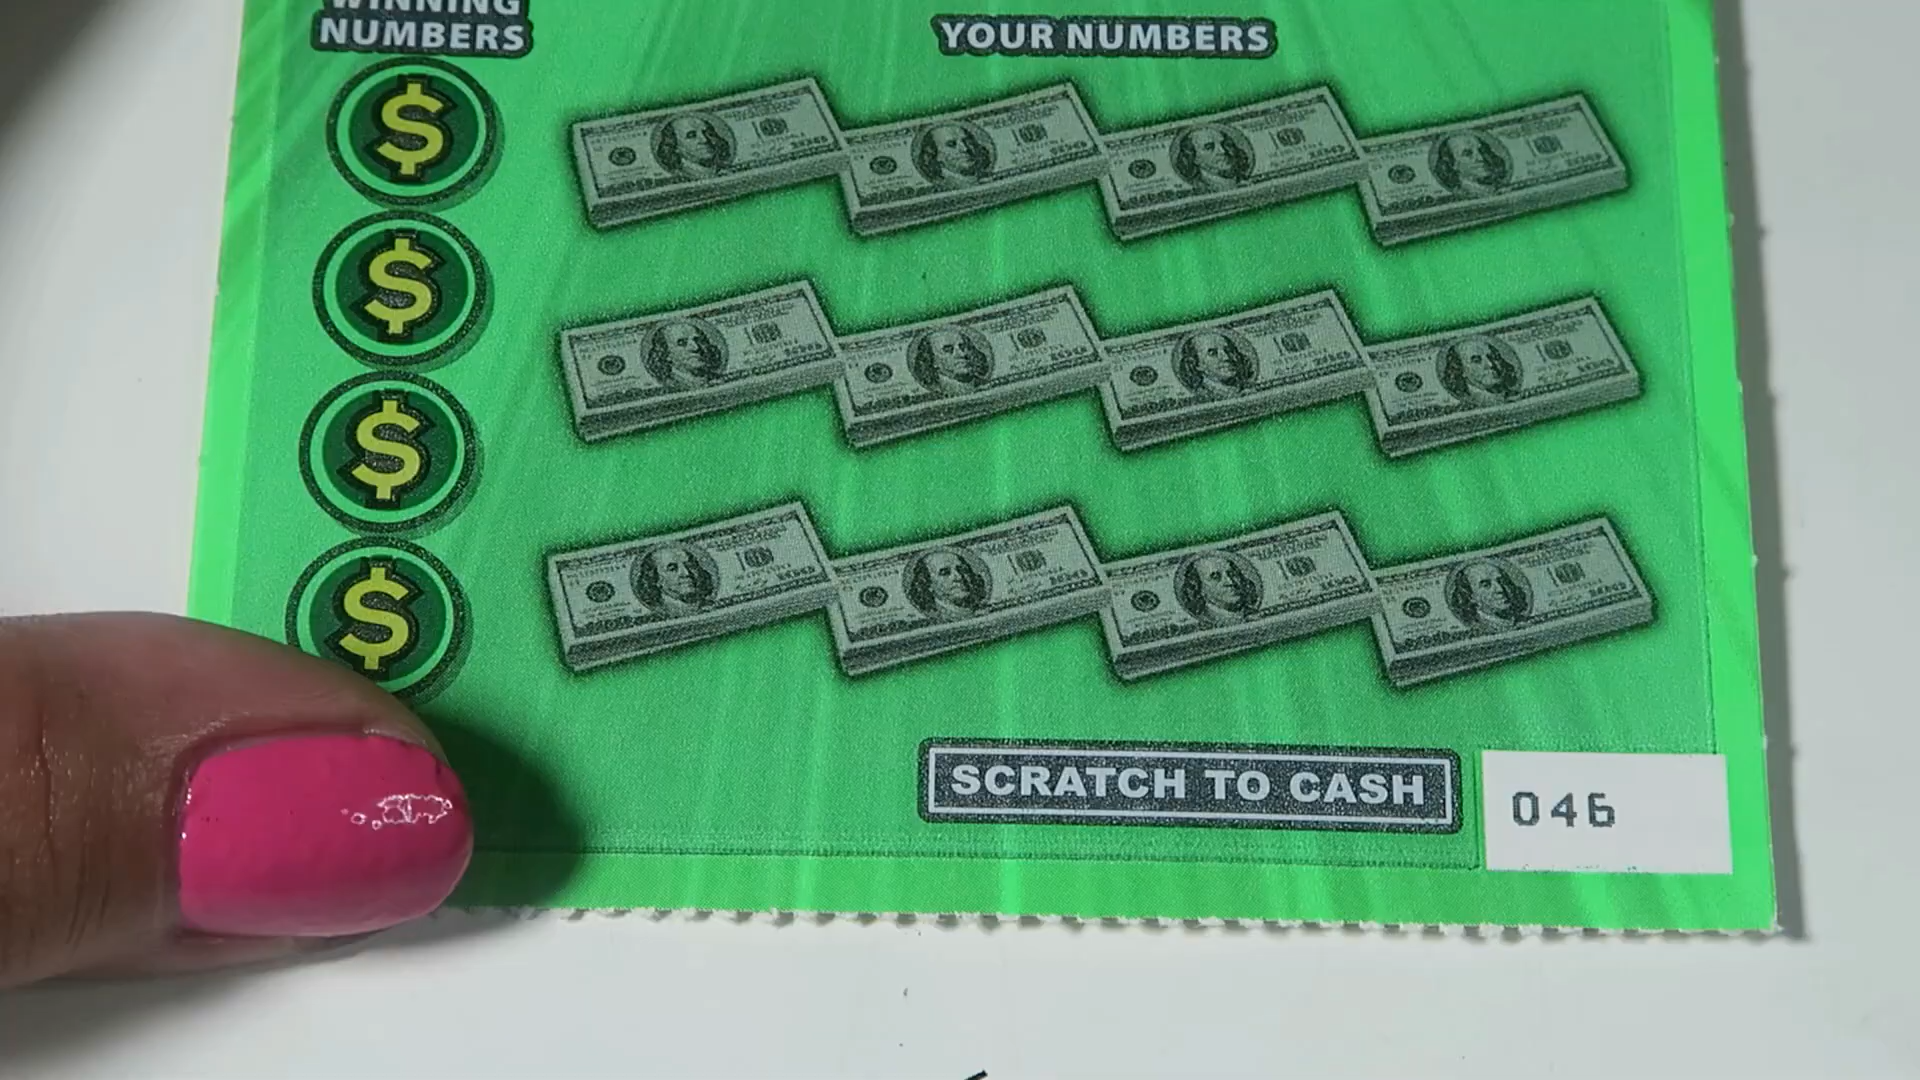 WINNING
NUMBERS
YOUR NUMBERS
$
$
$
$
SCRATCH TO CASH
046